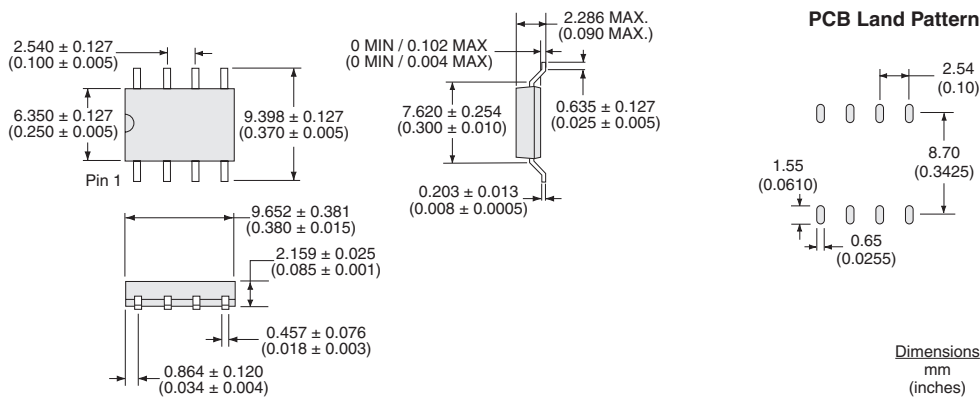 2.540 ± 0.127
(0.100 ± 0.005)
6.350 ± 0.127
(0.250 ± 0.005)
9.398 ± 0.127
(0.370 ± 0.005)
Pin 1
9.652 ± 0.381
(0.380 ± 0.015)
2.159 ± 0.025
(0.085 ± 0.001)
0.457 ± 0.076
(0.018 ± 0.003)
0.864 ± 0.120
(0.034 ± 0.004)
2.286 MAX.
(0.090 MAX.)
0 MIN / 0.102 MAX
(0 MIN / 0.004 MAX)
7.620 ± 0.254
(0.300 ± 0.010)
0.635 ± 0.127
(0.025 ± 0.005)
0.203 ± 0.013
(0.008 ± 0.0005)
PCB Land Pattern
2.54
(0.10)
8.70
(0.3425)
1.55
(0.0610)
0.65
(0.0255)
Dimensions
mm
(inches)